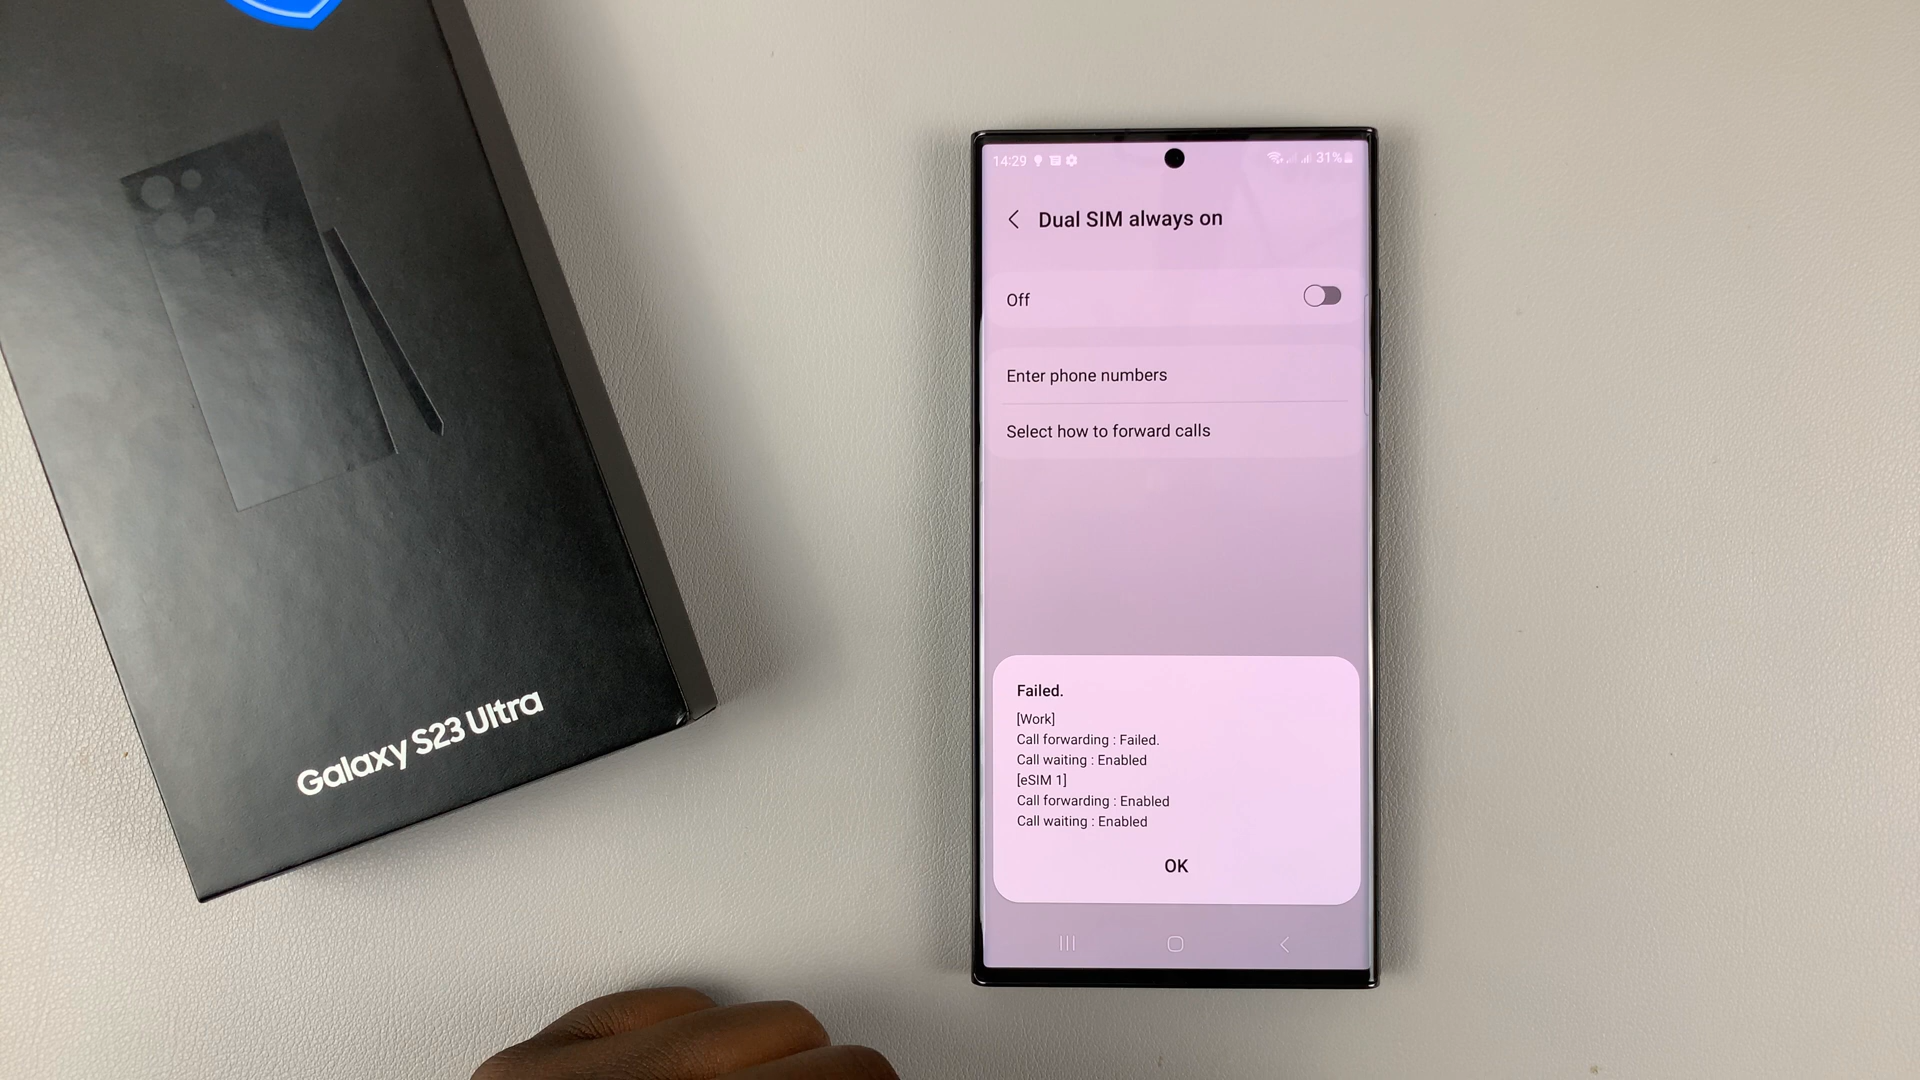 Galaxy S23 Ultra
14:29
31%
Dual SIM always on
Off
Enter phone numbers
Select how to forward calls
Failed.
[Work]
Call forwarding : Failed.
Call waiting : Enabled
[eSIM 1]
Call forwarding : Enabled
Call waiting : Enabled
OK